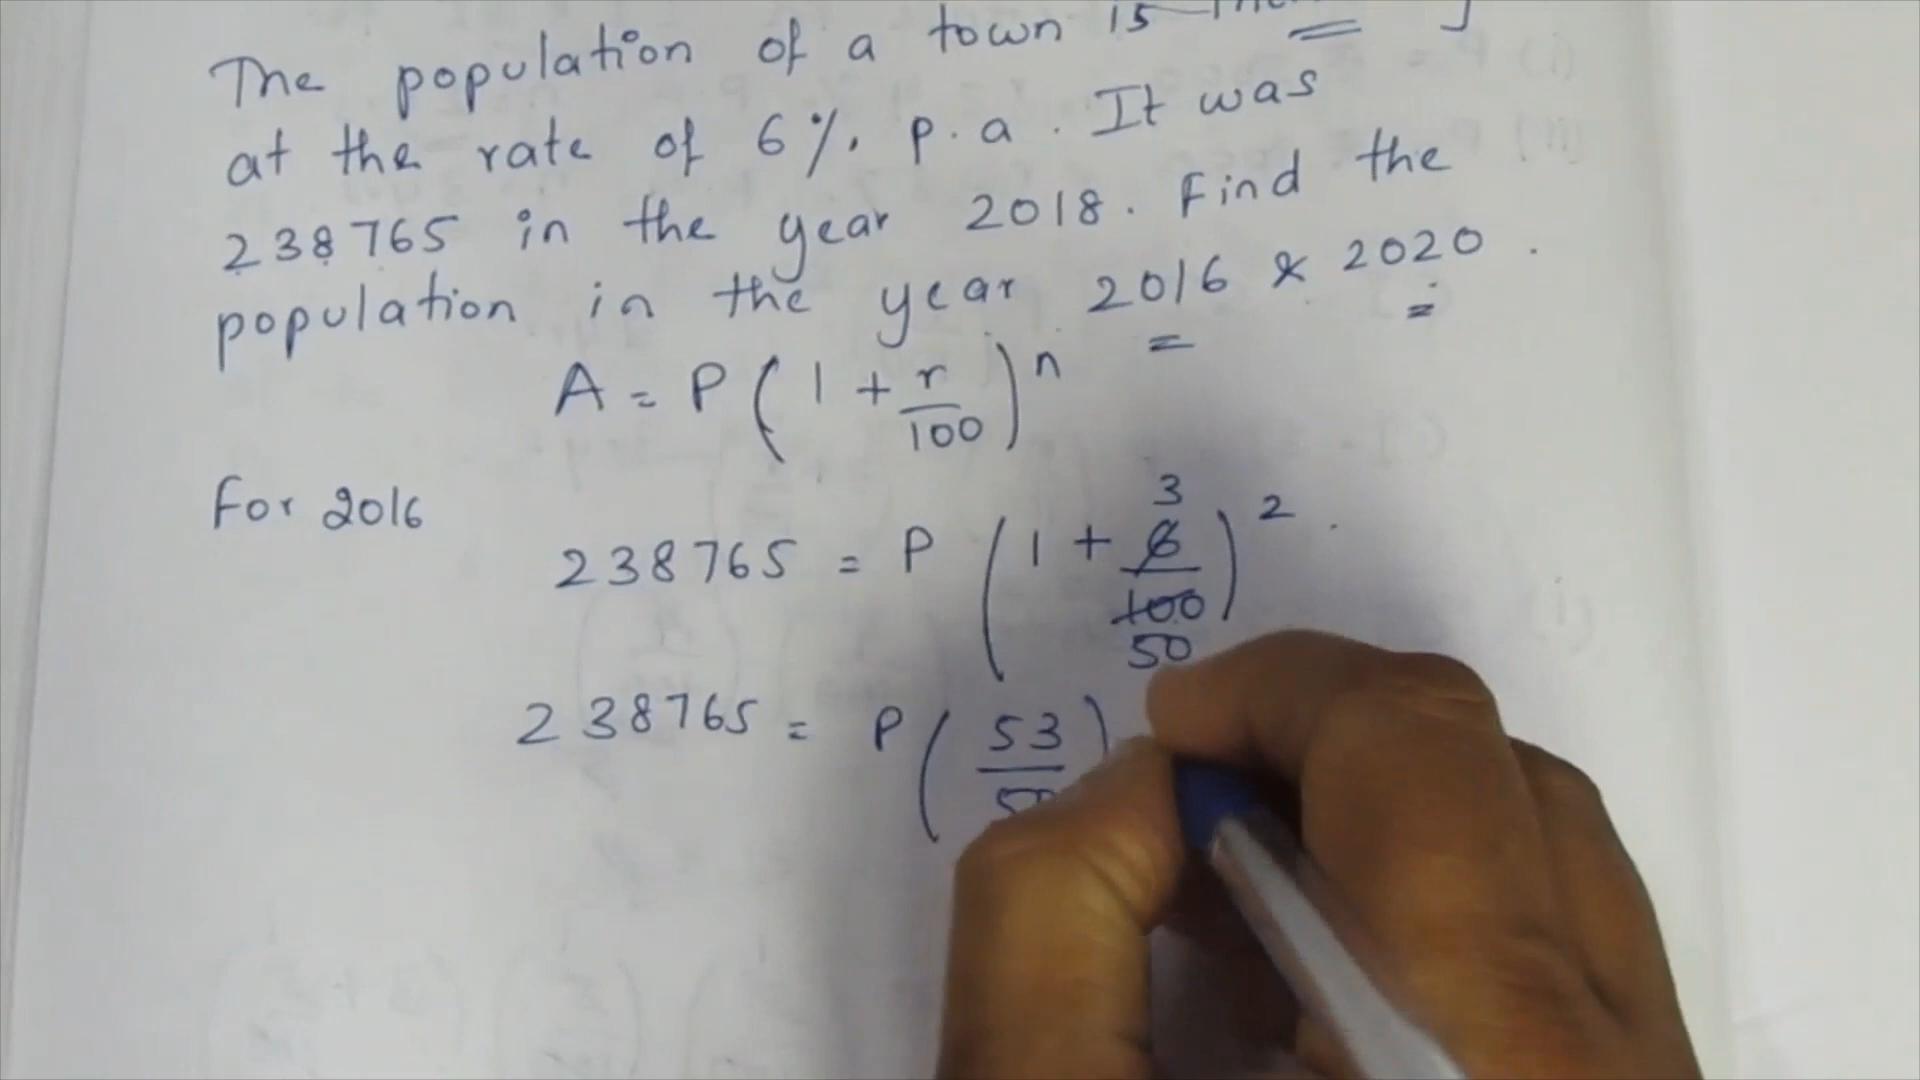 The population of a town is
at the rate of 6% p.a. It was
238765 in the year 2018. Find the
population in the year 2016 & 2020.
A = P(1 + r/100)^n
For 2016
238765 = P(1 + 6/100)^2 3 50
238765 = P(53/50)